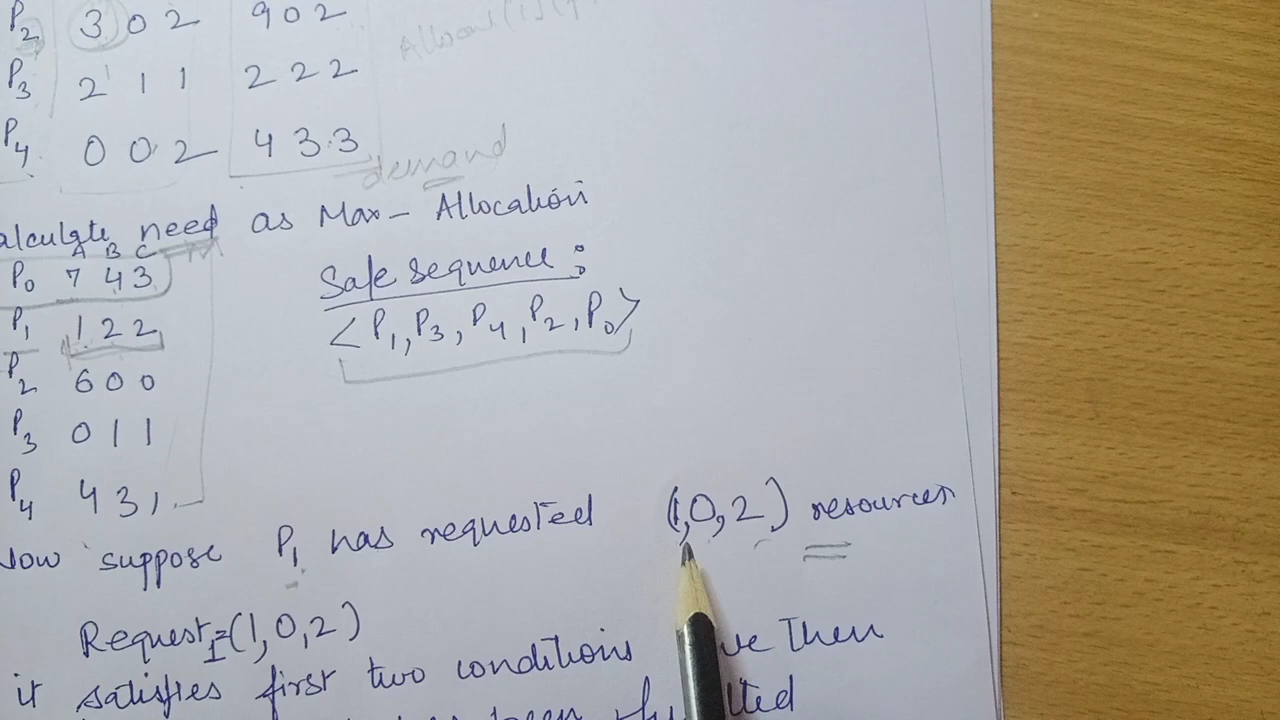 P2 3 0 2 9 0 2
P3 2 1 1 2 2 2
P4 0 0 2 4 3 3
demand
need as Max - Allocation
A B C
P0 7 4 3
P1 1 2 2
P2 6 0 0
P3 0 1 1
P4 4 3 1
Safe Sequence :
< P1, P3, P4, P2, P0 >
suppose P1 has requested (1, 0, 2) resources
Request1 = (1, 0, 2)
it satisfies first two conditions Then
been